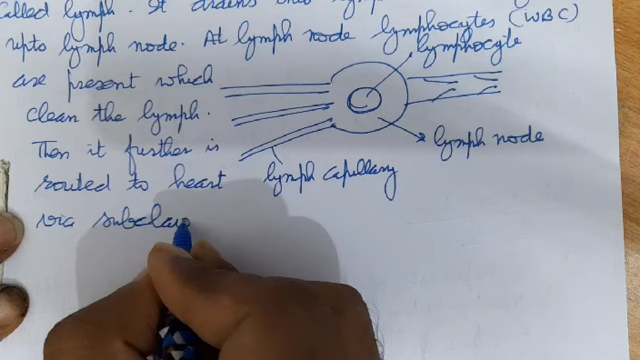 called lymph. It drains into
upto lymph node. At lymph node lymphocytes (WBC)
lymphocyte
are present which
clean the lymph.
Then it further is
lymph node
routed to heart
lymph capillary
via subclav